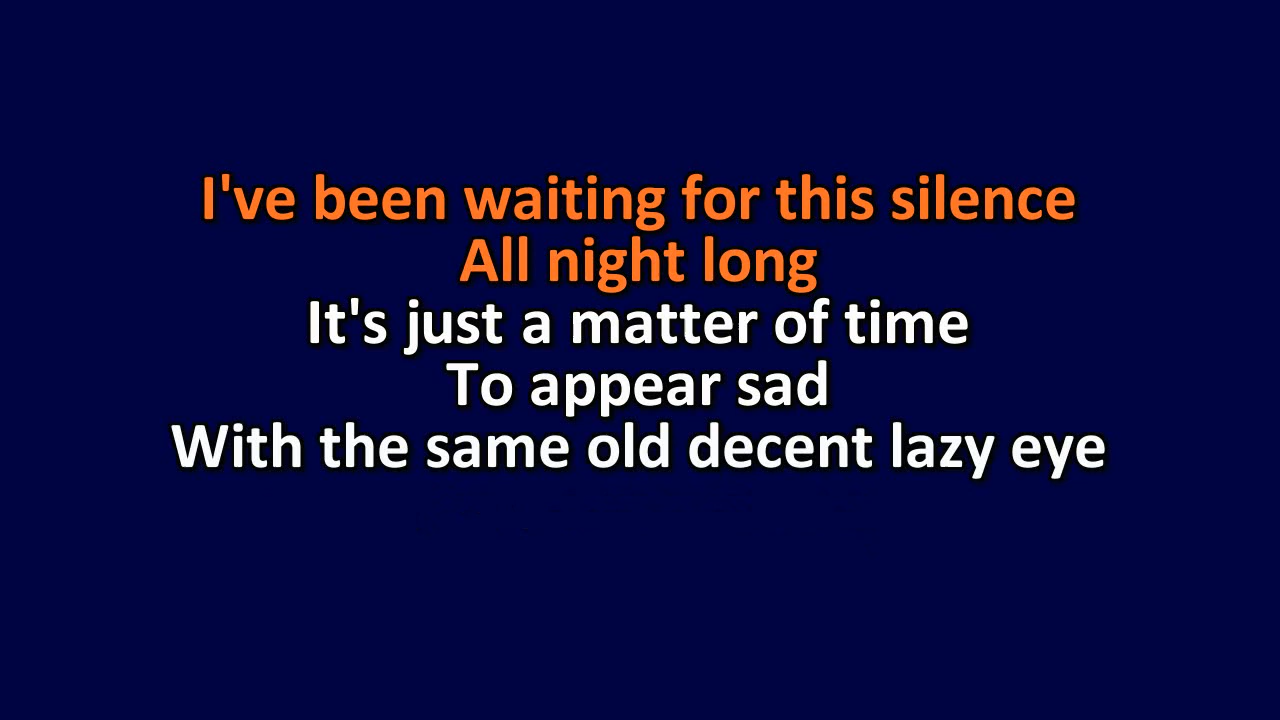 I've been waiting for this silence
All night long
It's just a matter of time
To appear sad
With the same old decent lazy eye